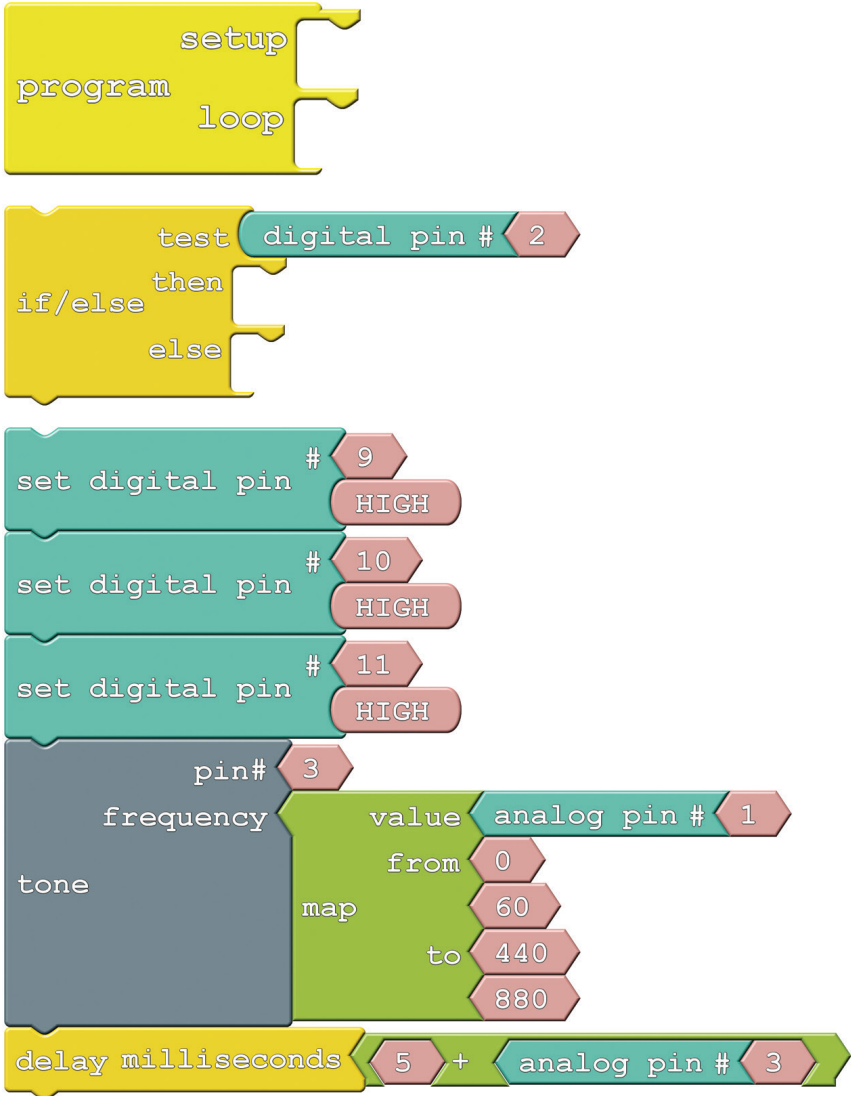 setup
program
loop
test digital pin # 2
then
if/else
else
# 9
set digital pin
HIGH
# 10
set digital pin
HIGH
# 11
set digital pin
HIGH
pin# 3
frequency value analog pin # 1
from 0
tone map 60
to 440
880
delay milliseconds 5 + analog pin # 3